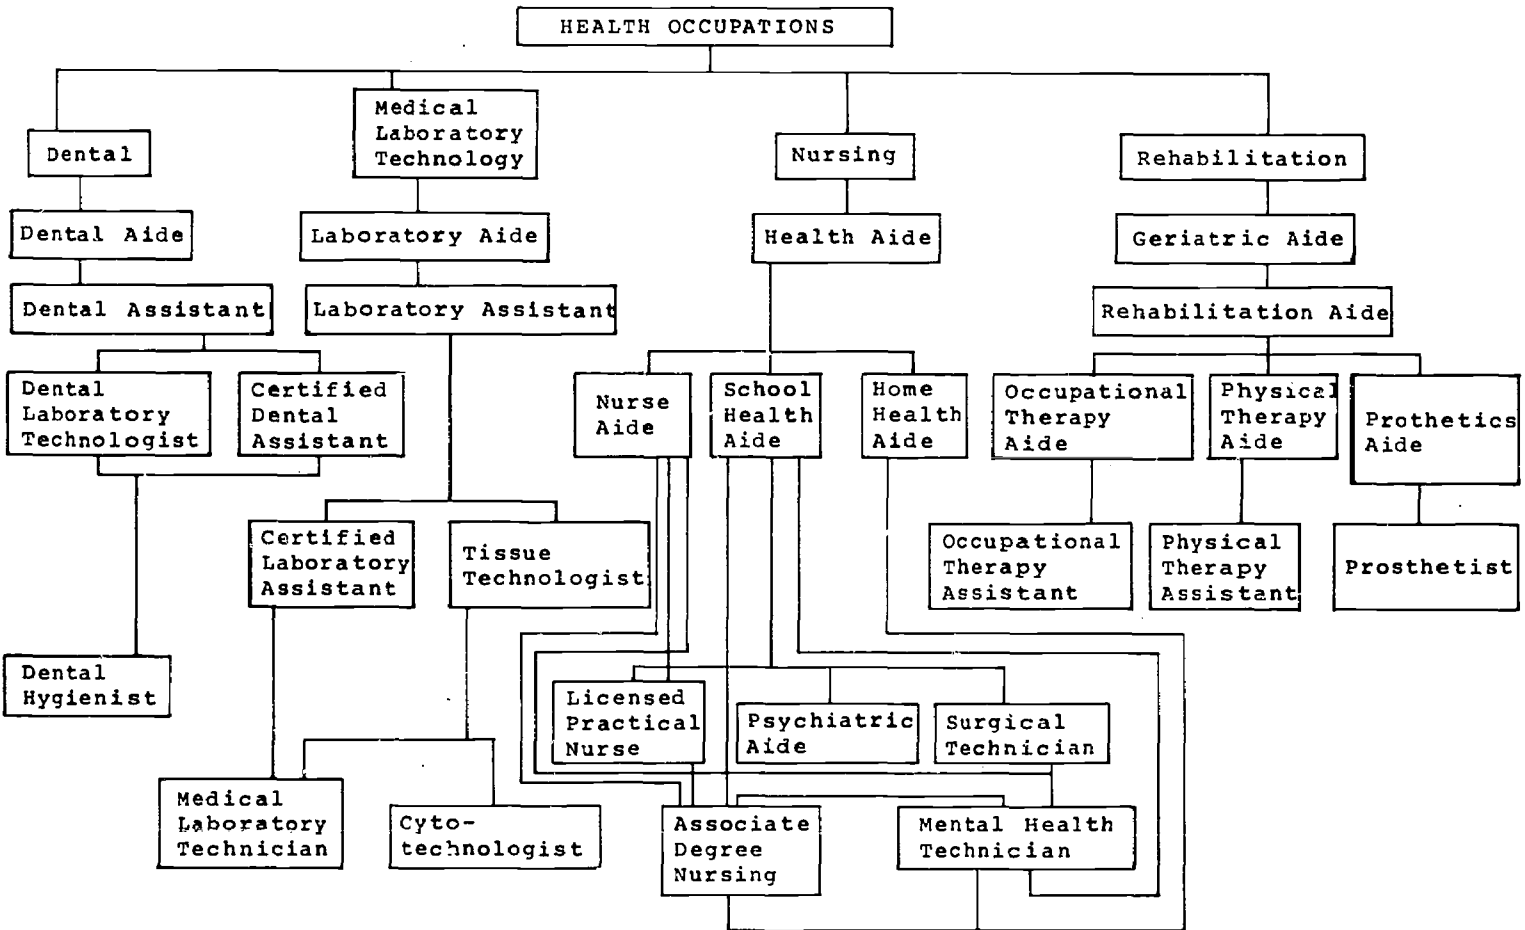 HEALTH OCCUPATIONS
Dental
Medical
Laboratory
Technology
Nursing
Rehabilitation
Dental Aide
Laboratory Aide
Health Aide
Geriatric Aide
Dental Assistant
Laboratory Assistant
Rehabilitation Aide
Dental
Laboratory
Technologist
Certified
Dental
Assistant
Nurse
Aide
School
Health
Aide
Home
Health
Aide
Occupational
Therapy
Aide
Physical
Therapy
Aide
Prothetics
Aide
Certified
Laboratory
Assistant
Tissue
Technologist
Occupational
Therapy
Assistant
Physical
Therapy
Assistant
Prosthetist
Dental
Hygienist
Licensed
Practical
Nurse
Psychiatric
Aide
Surgical
Technician
Medical
Laboratory
Technician
Cyto-
technologist
Associate
Degree
Nursing
Mental Health
Technician